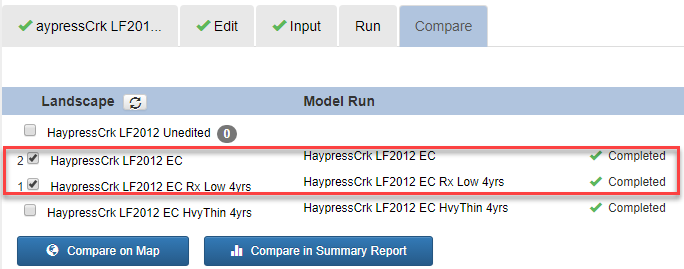 aypressCrk LF201... Edit Input Run Compare
Landscape Model Run
HaypressCrk LF2012 Unedited 0
2 HaypressCrk LF2012 EC HaypressCrk LF2012 EC Completed
1 HaypressCrk LF2012 EC Rx Low 4yrs HaypressCrk LF2012 EC Rx Low 4yrs Completed
HaypressCrk LF2012 EC HvyThin 4yrs HaypressCrk LF2012 EC HvyThin 4yrs Completed
Compare on Map Compare in Summary Report